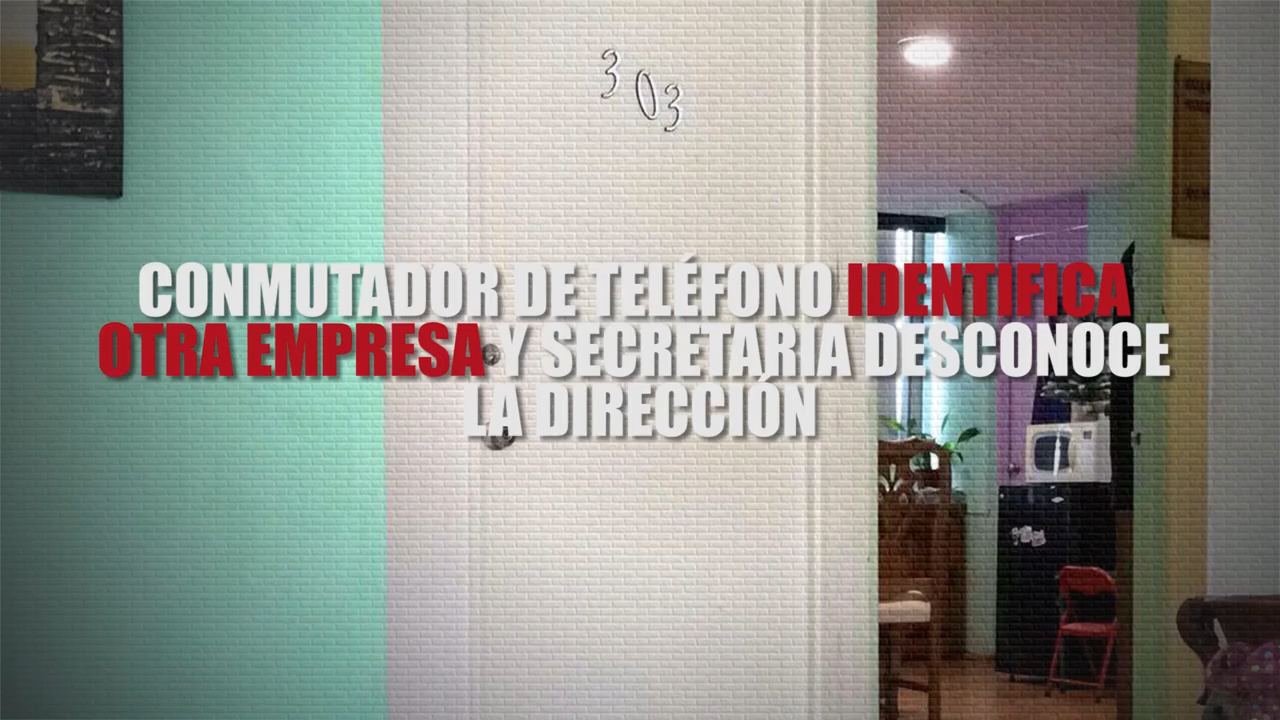 303
CONMUTADOR DE TELÉFONO IDENTIFICA
OTRA EMPRESA Y SECRETARIA DESCONOCE
LA DIRECCIÓN